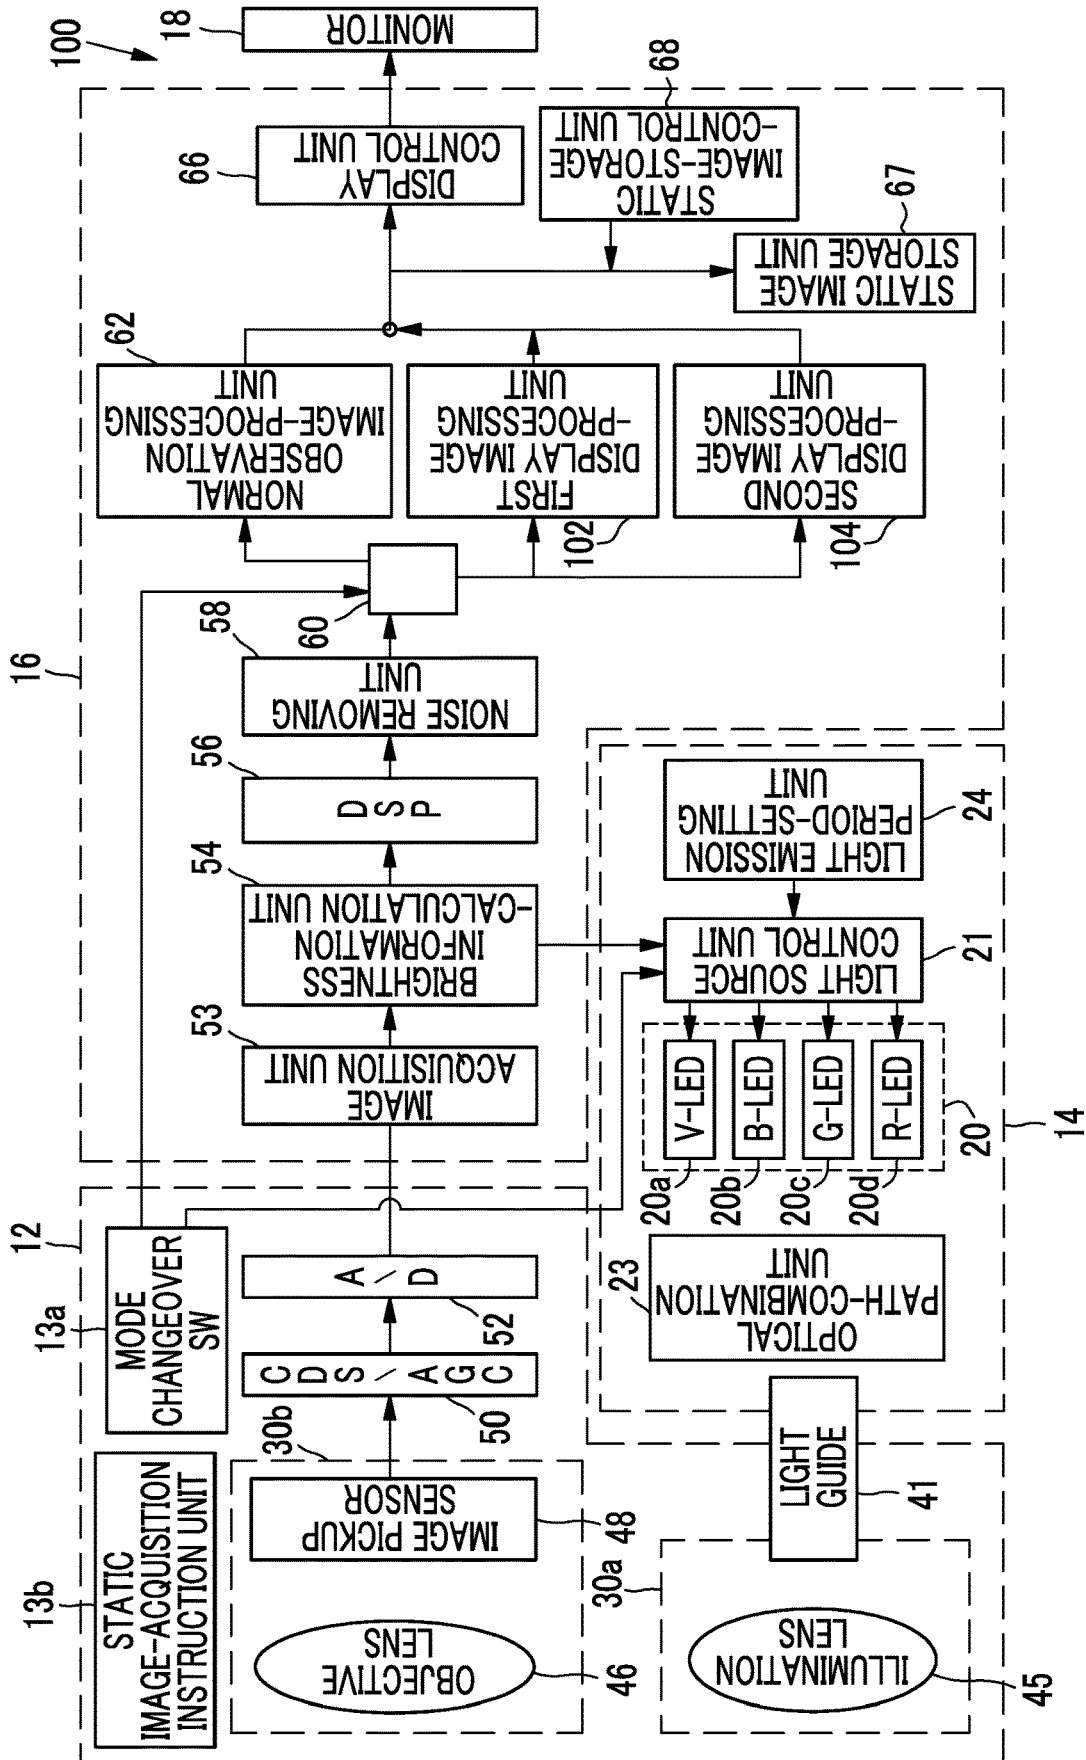 100
12
16
13b
STATIC
IMAGE-ACQUISITION
INSTRUCTION UNIT
13a
MODE
CHANGEOVER
SW
30b
OBJECTIVE
LENS
46
IMAGE PICKUP
SENSOR
48
CDS/AGC
50
A/D
52
53
IMAGE
ACQUISITION UNIT
54
BRIGHTNESS
INFORMATION
-CALCULATION UNIT
56
DSP
58
NOISE REMOVING
UNIT
60
62
NORMAL
OBSERVATION
IMAGE-PROCESSING
UNIT
FIRST
DISPLAY IMAGE
-PROCESSING
UNIT
102
SECOND
DISPLAY IMAGE
-PROCESSING
UNIT
104
66
DISPLAY
CONTROL UNIT
18
MONITOR
STATIC
IMAGE-STORAGE
-CONTROL UNIT
68
STATIC IMAGE
STORAGE UNIT
67
30a
ILLUMINATION
LENS
45
LIGHT
GUIDE
41
23
OPTICAL
PATH-COMBINATION
UNIT
20a
V-LED
20b
B-LED
20c
G-LED
20d
R-LED
20
LIGHT SOURCE
CONTROL UNIT
21
LIGHT EMISSION
PERIOD-SETTING
UNIT
24
14